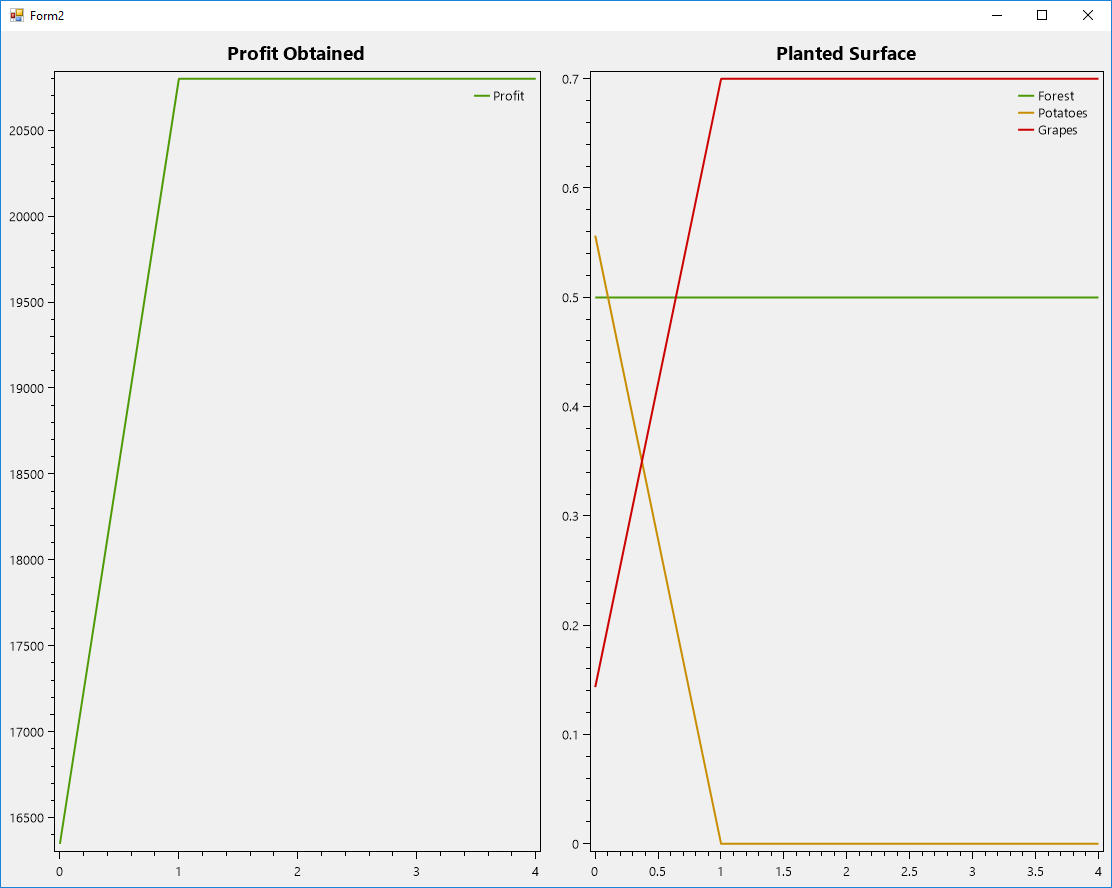 Form2
Profit Obtained
Profit
20500
20000
19500
19000
18500
18000
17500
17000
16500
0 1 2 3 4
Planted Surface
Forest
Potatoes
Grapes
0.7
0.6
0.5
0.4
0.3
0.2
0.1
0
0 0.5 1 1.5 2 2.5 3 3.5 4